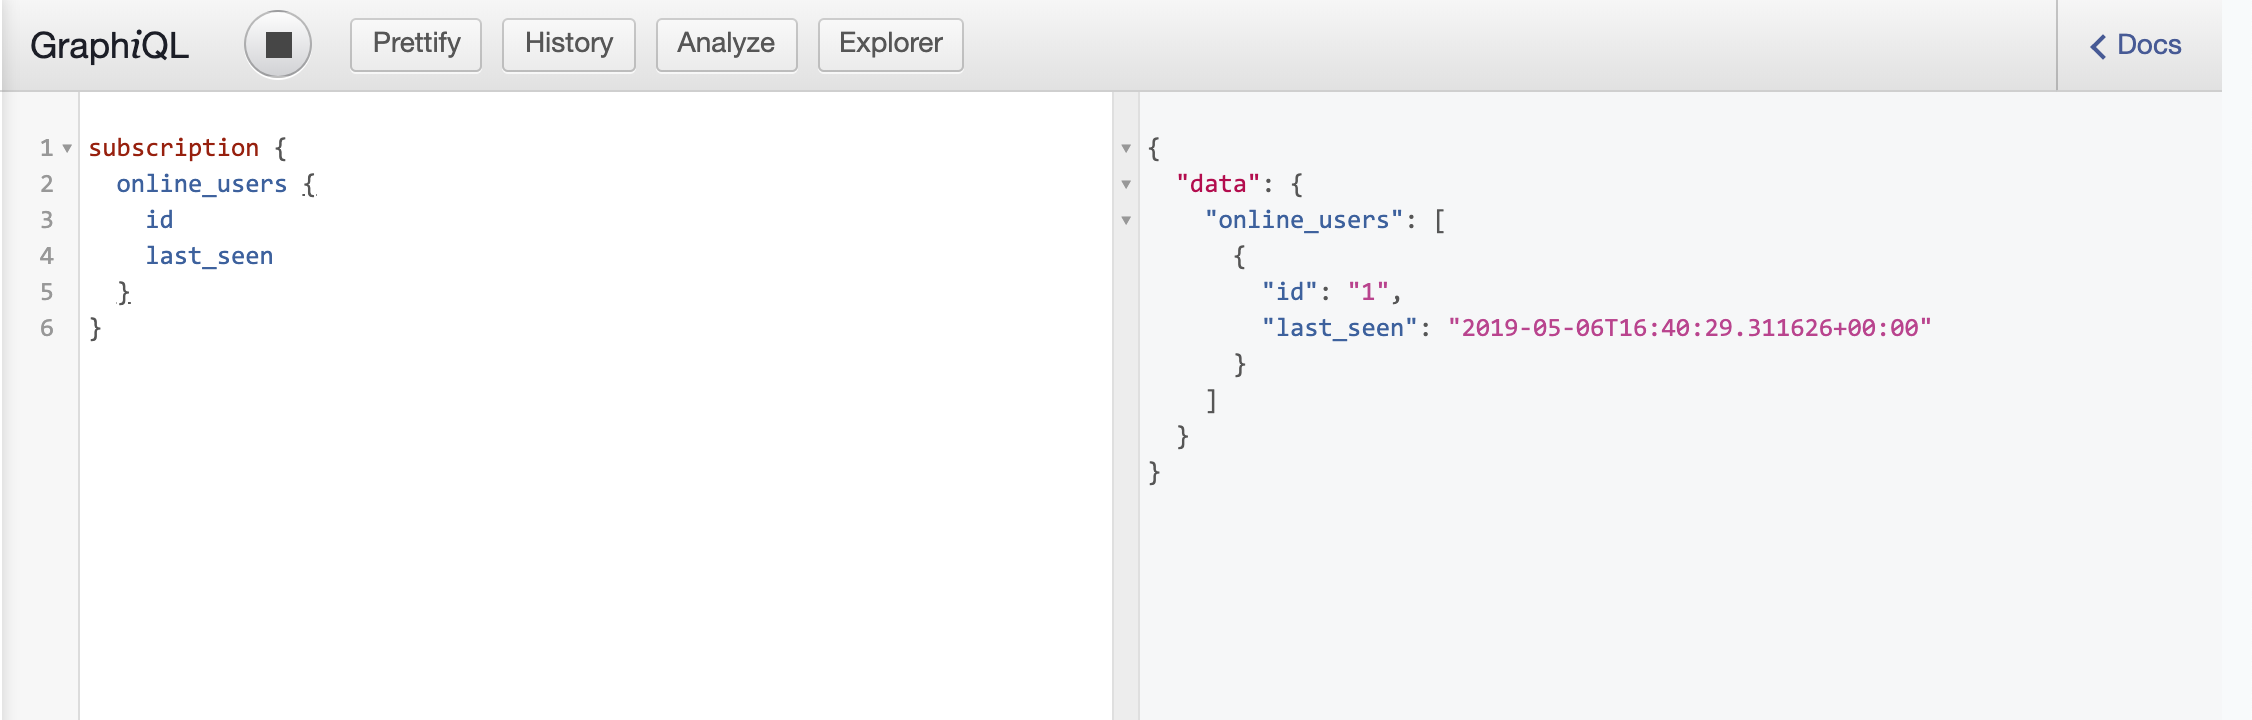 GraphiQL Prettify History Analyze Explorer Docs
1 subscription {
2 online_users {
3 id
4 last_seen
5 }
6 }
{
"data": {
"online_users": [
{
"id": "1",
"last_seen": "2019-05-06T16:40:29.311626+00:00"
}
]
}
}